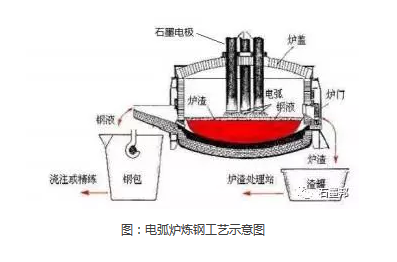 石墨电极
炉盖
电弧
钢液
炉渣
炉门
钢液
炉渣
浇注或精练
钢包
炉渣处理站
渣罐
石墨邦
图：电弧炉炼钢工艺示意图